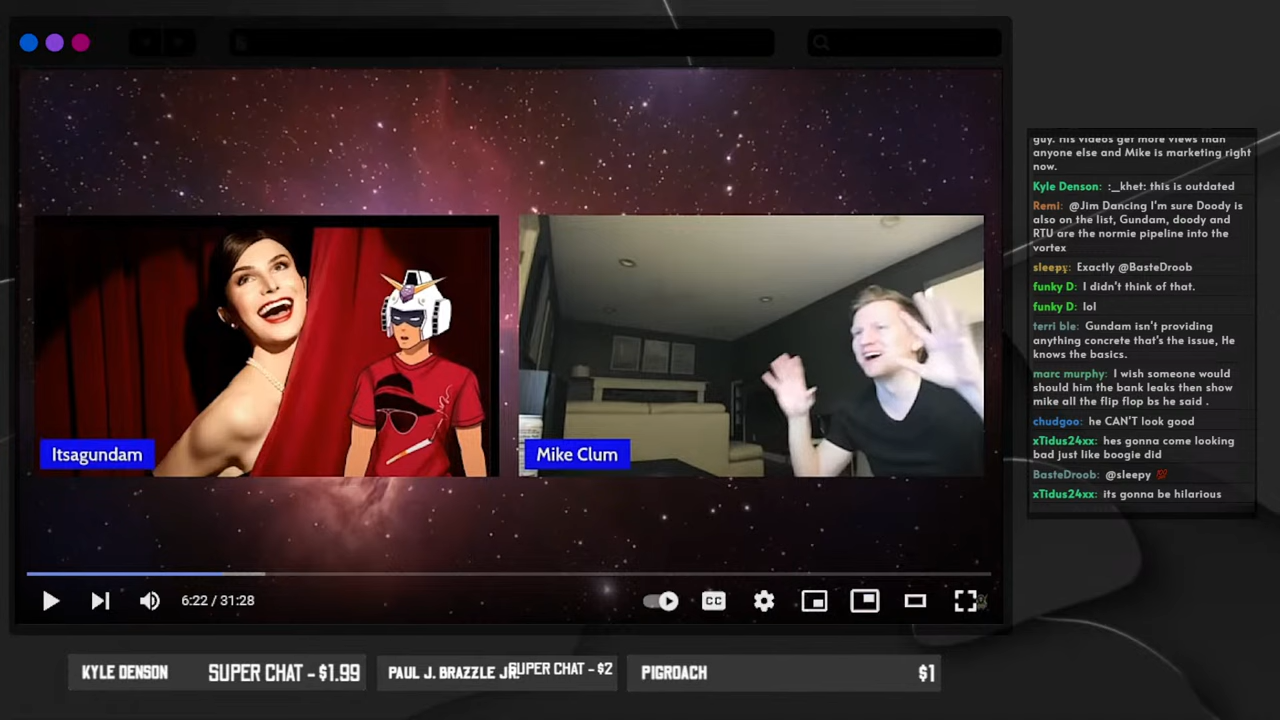 guy. His videos get more views than
anyone else and Mike is marketing right
now.
Kyle Denson: :_khet: this is outdated
Remi: @Jim Dancing I'm sure Doody is
also on the list, Gundam, doody and
RTU are the normie pipeline into the
vortex
sleepy: Exactly @BasteDroob
funky D: I didn't think of that.
funky D: lol
terri ble: Gundam isn't providing
anything concrete that's the issue, He
knows the basics.
marc murphy: I wish someone would
should him the bank leaks then show
mike all the flip flop bs he said .
chudgoo: he CAN'T look good
xTidus24xx: hes gonna come looking
bad just like boogie did
BasteDroob: @sleepy 💯
xTidus24xx: its gonna be hilarious
Itsagundam
Mike Clum
6:22 / 31:28
CC
KYLE DENSON SUPER CHAT - $1.99
PAUL J. BRAZZLE JR. SUPER CHAT - $2
PIGROACH $1